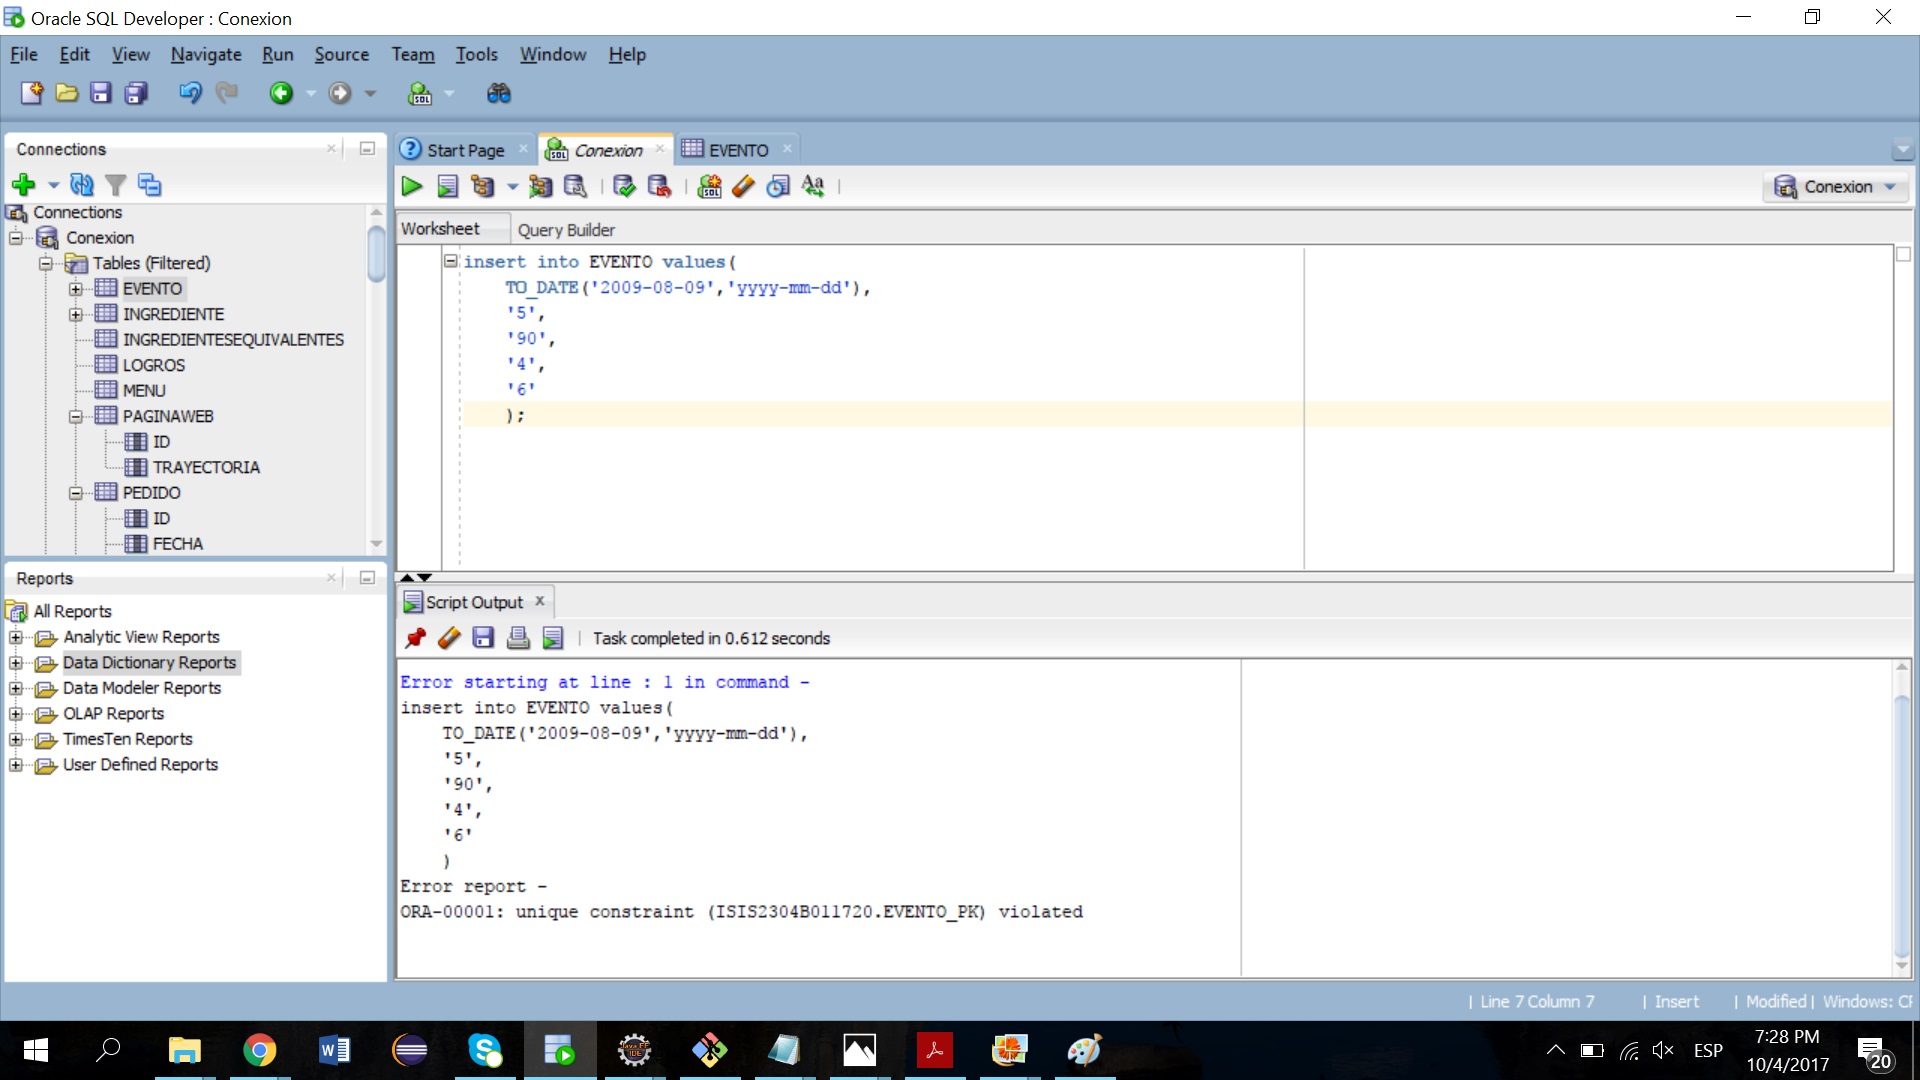 Oracle SQL Developer : Conexion
File Edit View Navigate Run Source Team Tools Window Help
Connections
Connections
Conexion
Tables (Filtered)
EVENTO
INGREDIENTE
INGREDIENTESEQUIVALENTES
LOGROS
MENU
PAGINAWEB
ID
TRAYECTORIA
PEDIDO
ID
FECHA
Reports
All Reports
Analytic View Reports
Data Dictionary Reports
Data Modeler Reports
OLAP Reports
TimesTen Reports
User Defined Reports
Start Page Conexion EVENTO
Conexion
Worksheet Query Builder
insert into EVENTO values(
TO_DATE('2009-08-09','yyyy-mm-dd'),
'5',
'90',
'4',
'6'
);
Script Output
Task completed in 0.612 seconds
Error starting at line : 1 in command -
insert into EVENTO values(
TO_DATE('2009-08-09','yyyy-mm-dd'),
'5',
'90',
'4',
'6'
)
Error report -
ORA-00001: unique constraint (ISIS2304B011720.EVENTO_PK) violated
| Line 7 Column 7 | Insert | Modified | Windows: CF
ESP
7:28 PM
10/4/2017
20